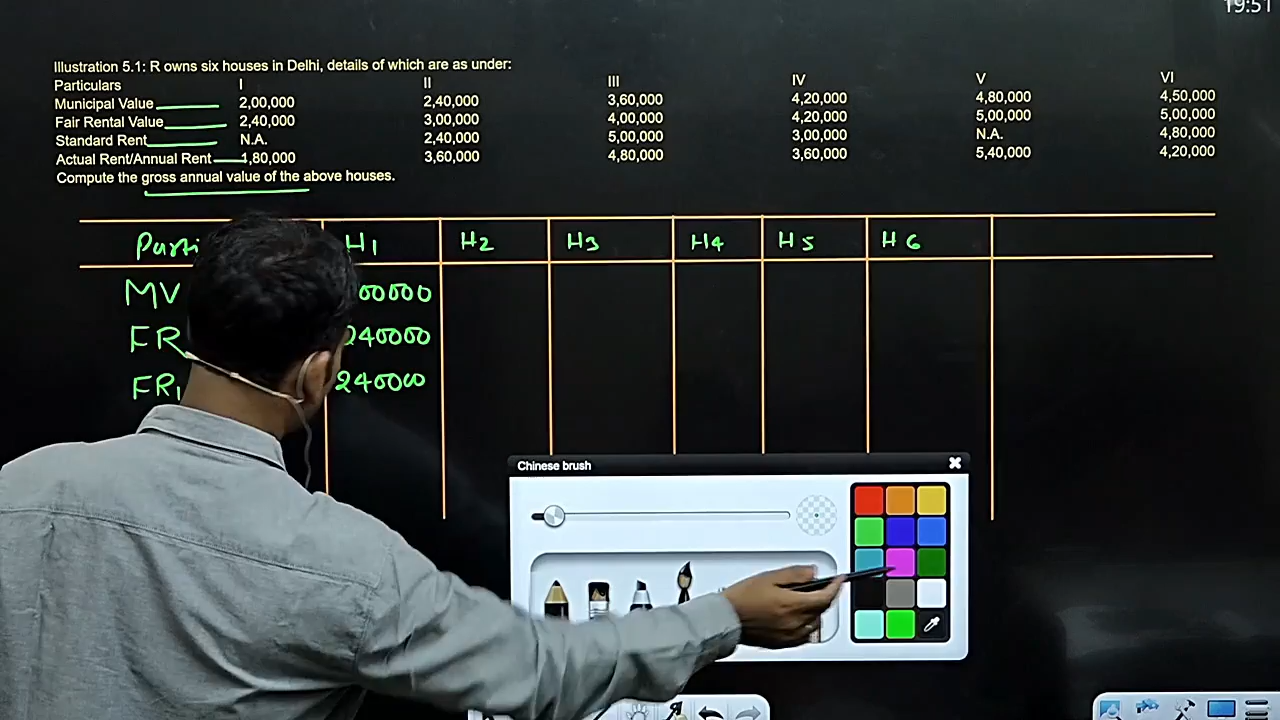 19:51
Illustration 5.1: R owns six houses in Delhi, details of which are as under:
Particulars I II III IV V VI
Municipal Value 2,00,000 2,40,000 3,60,000 4,20,000 4,80,000 4,50,000
Fair Rental Value 2,40,000 3,00,000 4,00,000 4,20,000 5,00,000 5,00,000
Standard Rent N.A. 2,40,000 5,00,000 3,00,000 N.A. 4,80,000
Actual Rent/Annual Rent 1,80,000 3,60,000 4,80,000 3,60,000 5,40,000 4,20,000
Compute the gross annual value of the above houses.
H2 H3 H4 H5 H6
MV
FR 240000
240000
Chinese brush